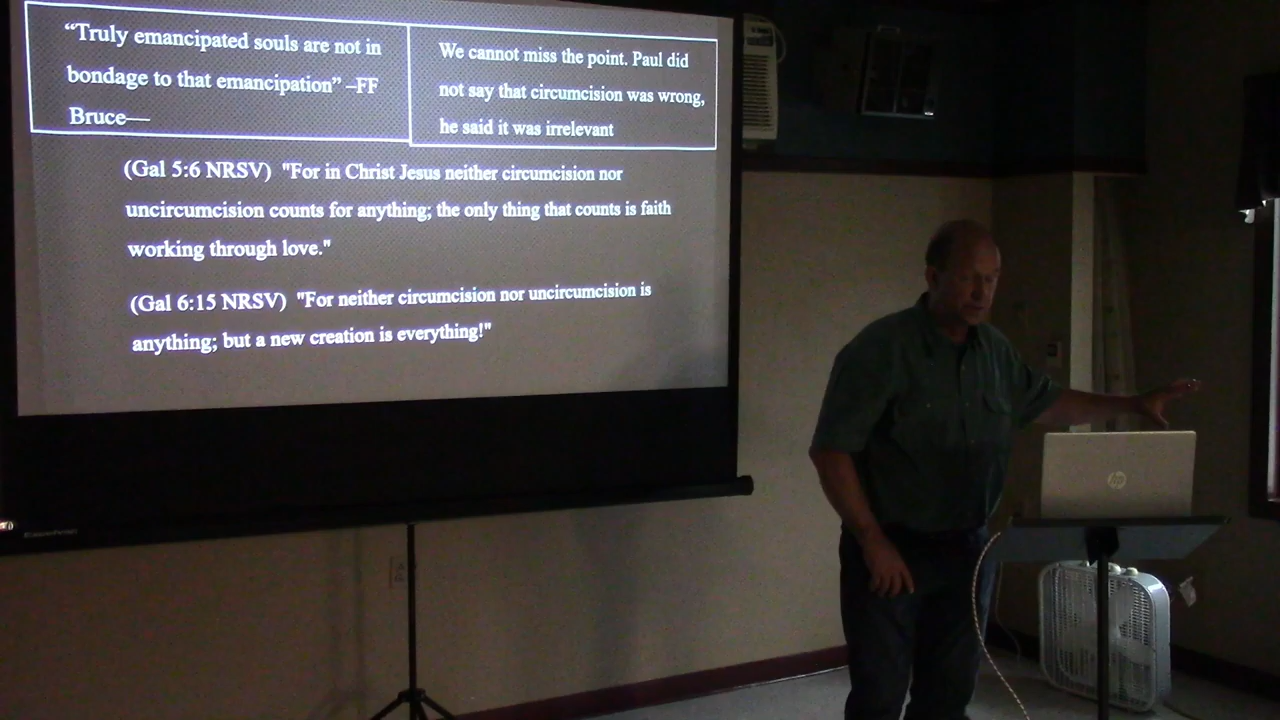 “Truly emancipated souls are not in
bondage to that emancipation” –FF
Bruce—
We cannot miss the point. Paul did
not say that circumcision was wrong,
he said it was irrelevant
(Gal 5:6 NRSV) "For in Christ Jesus neither circumcision nor
uncircumcision counts for anything; the only thing that counts is faith
working through love."
(Gal 6:15 NRSV) "For neither circumcision nor uncircumcision is
anything; but a new creation is everything!"
hp